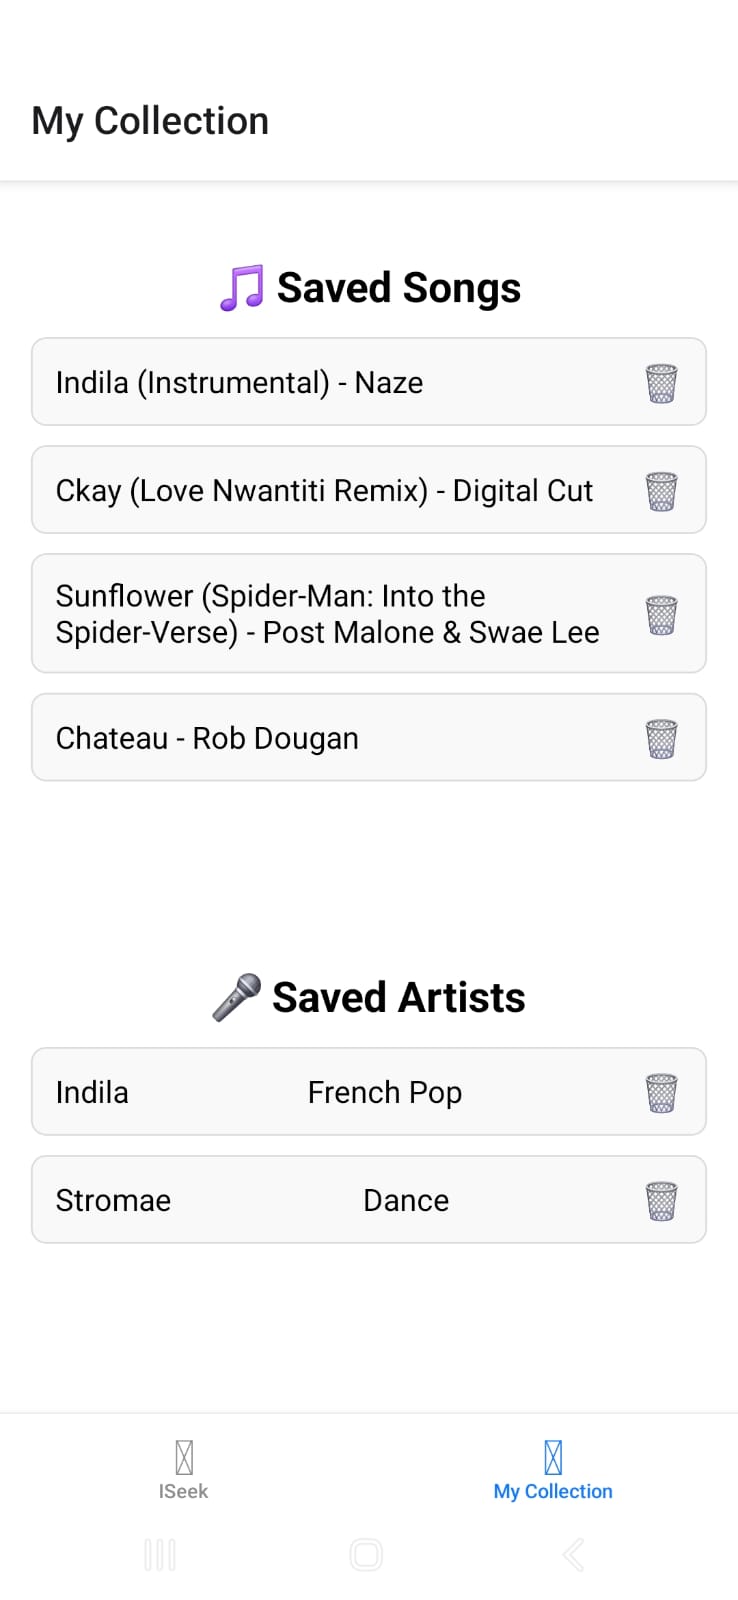 My Collection
🎵 Saved Songs
Indila (Instrumental) - Naze
Ckay (Love Nwantiti Remix) - Digital Cut
Sunflower (Spider-Man: Into the
Spider-Verse) - Post Malone & Swae Lee
Chateau - Rob Dougan
🎤 Saved Artists
Indila French Pop
Stromae Dance
ISeek My Collection